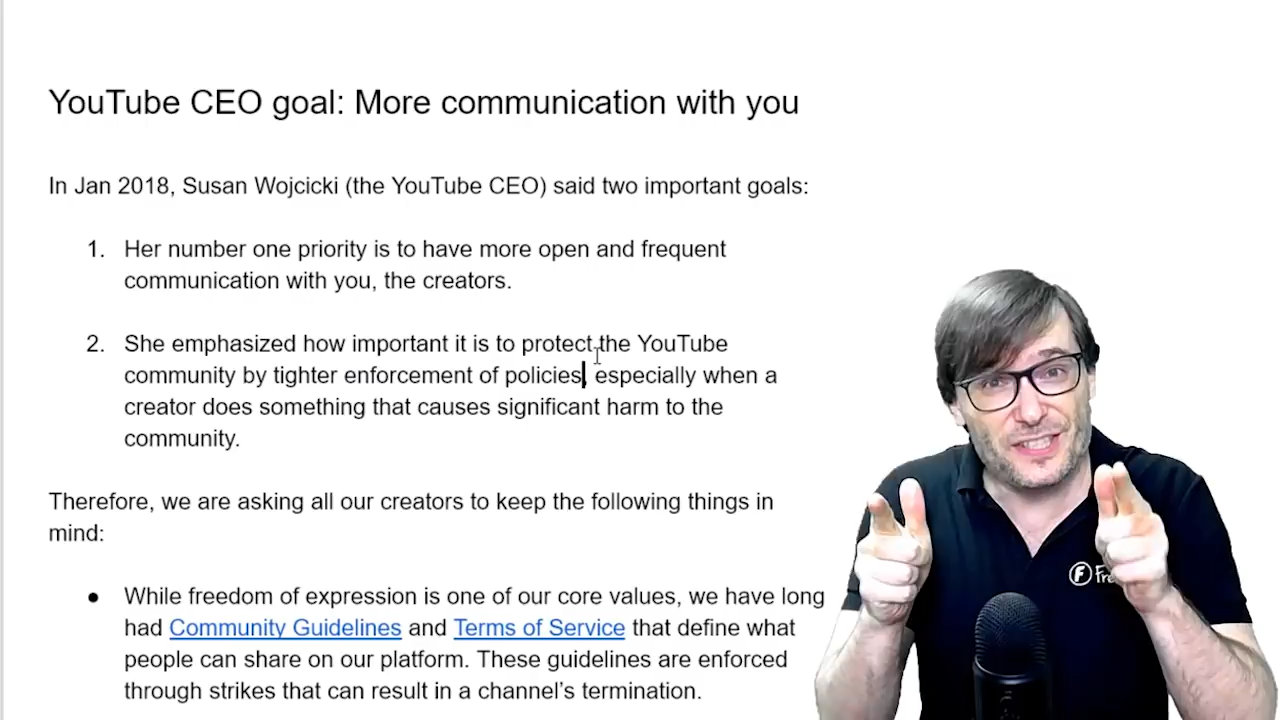 YouTube CEO goal: More communication with you
In Jan 2018, Susan Wojcicki (the YouTube CEO) said two important goals:
1. Her number one priority is to have more open and frequent
communication with you, the creators.
2. She emphasized how important it is to protect the YouTube
community by tighter enforcement of policies, especially when a
creator does something that causes significant harm to the
community.
Therefore, we are asking all our creators to keep the following things in
mind:
● While freedom of expression is one of our core values, we have long
had Community Guidelines and Terms of Service that define what
people can share on our platform. These guidelines are enforced
through strikes that can result in a channel’s termination.